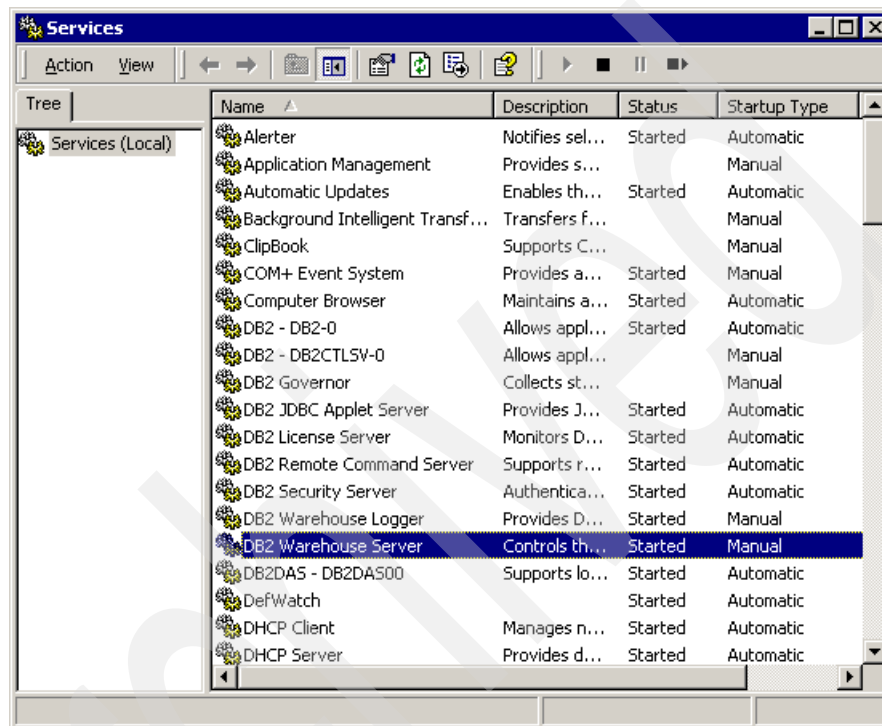 Services
Action View
Tree
Name Description Status Startup Type
Services (Local)
Alerter Notifies sel... Started Automatic
Application Management Provides s... Manual
Automatic Updates Enables th... Started Automatic
Background Intelligent Transf... Transfers f... Manual
ClipBook Supports C... Manual
COM+ Event System Provides a... Started Manual
Computer Browser Maintains a... Started Automatic
DB2 - DB2-0 Allows appl... Started Automatic
DB2 - DB2CTLSV-0 Allows appl... Manual
DB2 Governor Collects st... Manual
DB2 JDBC Applet Server Provides J... Started Automatic
DB2 License Server Monitors D... Started Automatic
DB2 Remote Command Server Supports r... Started Automatic
DB2 Security Server Authentica... Started Automatic
DB2 Warehouse Logger Provides D... Started Manual
DB2 Warehouse Server Controls th... Started Manual
DB2DAS - DB2DAS00 Supports lo... Started Automatic
DefWatch Started Automatic
DHCP Client Manages n... Started Automatic
DHCP Server Provides d... Started Automatic